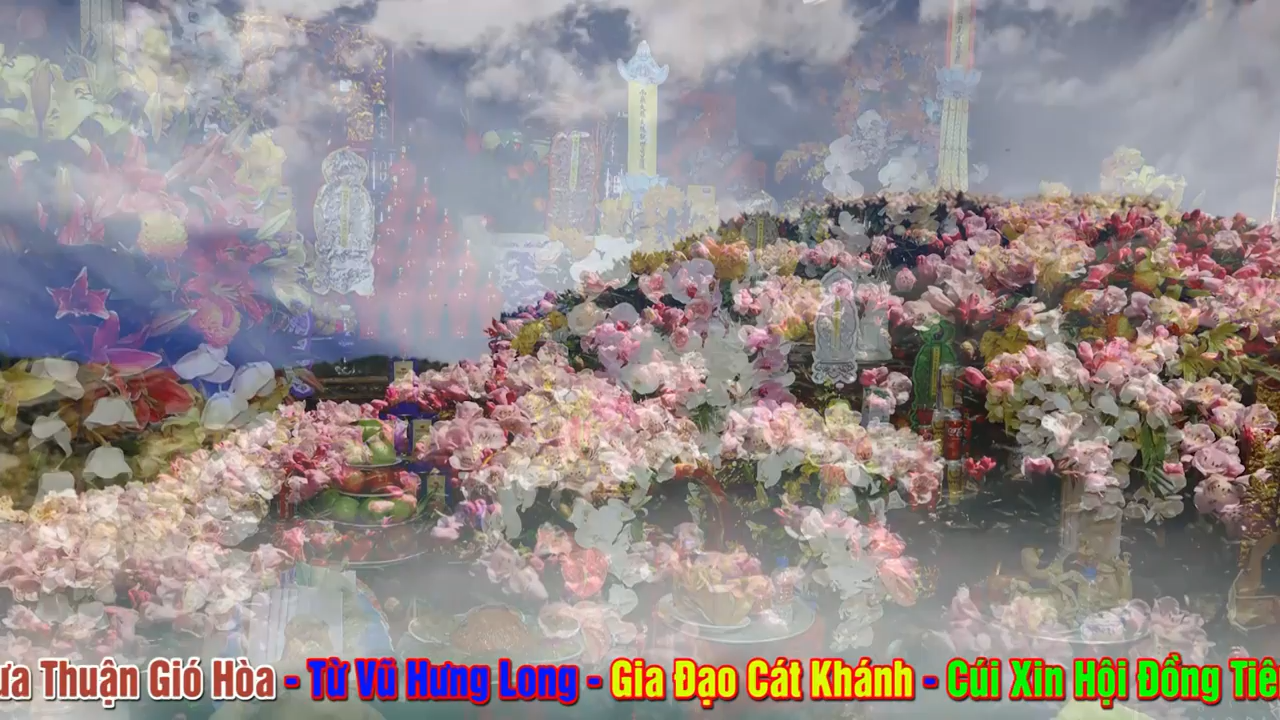 ưa Thuận Gió Hòa - Từ Vũ Hưng Long - Gia Đạo Cát Khánh - Cúi Xin Hội Đồng Tiê